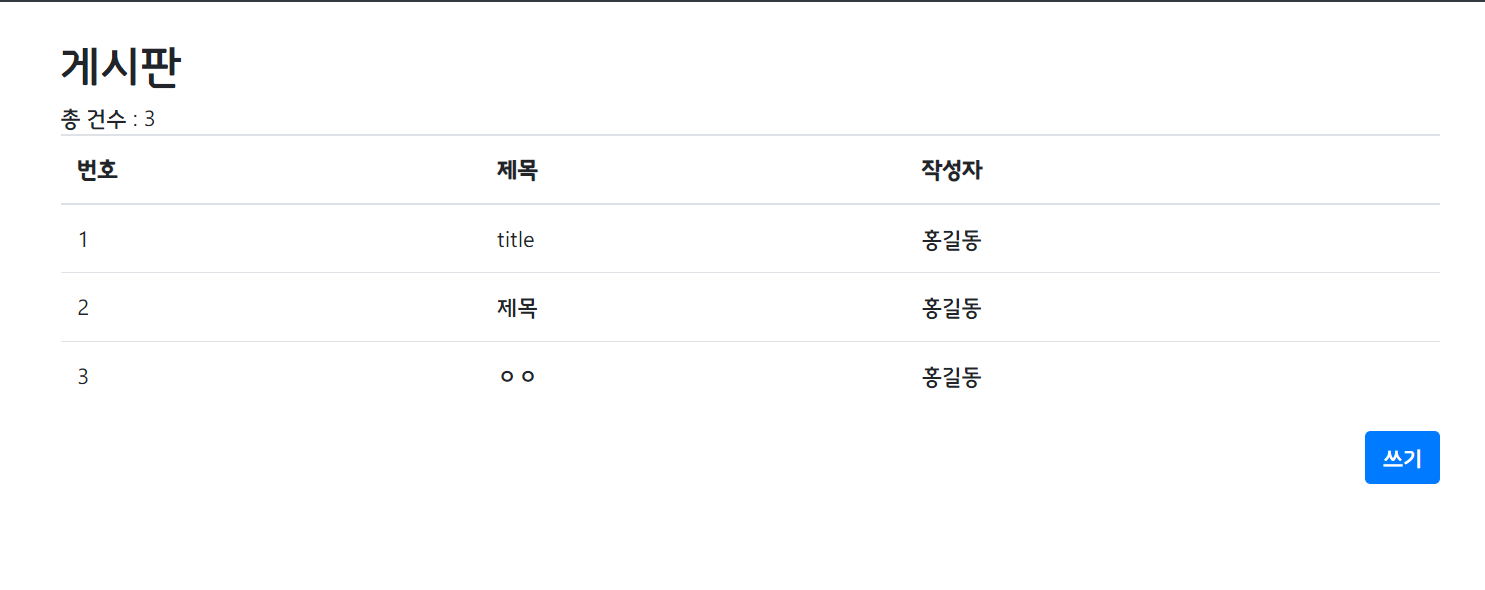 게시판
총 건수 : 3
번호 제목 작성자
1 title 홍길동
2 제목 홍길동
3 ㅇㅇ 홍길동
쓰기